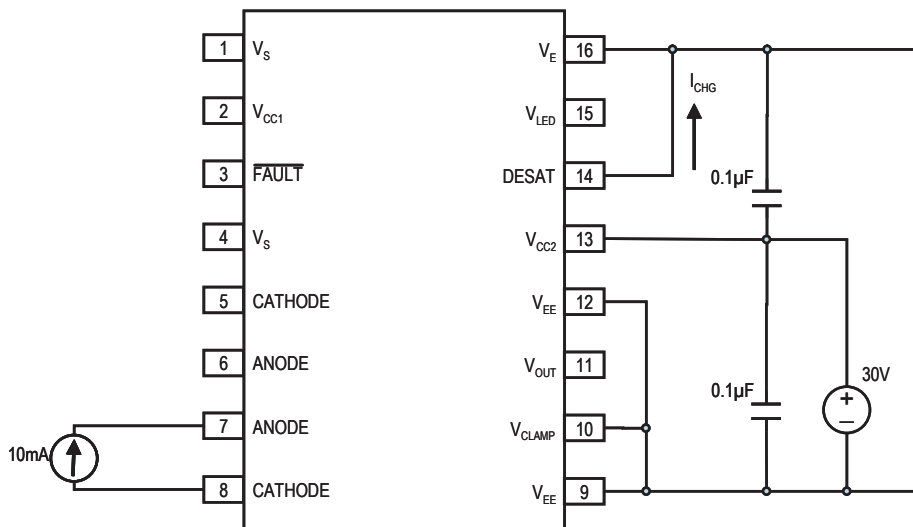 1 V_S
2 V_CC1
3 FAULT
4 V_S
5 CATHODE
6 ANODE
7 ANODE
8 CATHODE
10mA
V_E 16
V_LED 15
DESAT 14
V_CC2 13
V_EE 12
V_OUT 11
V_CLAMP 10
V_EE 9
I_CHG
0.1µF
0.1µF
30V
+
–